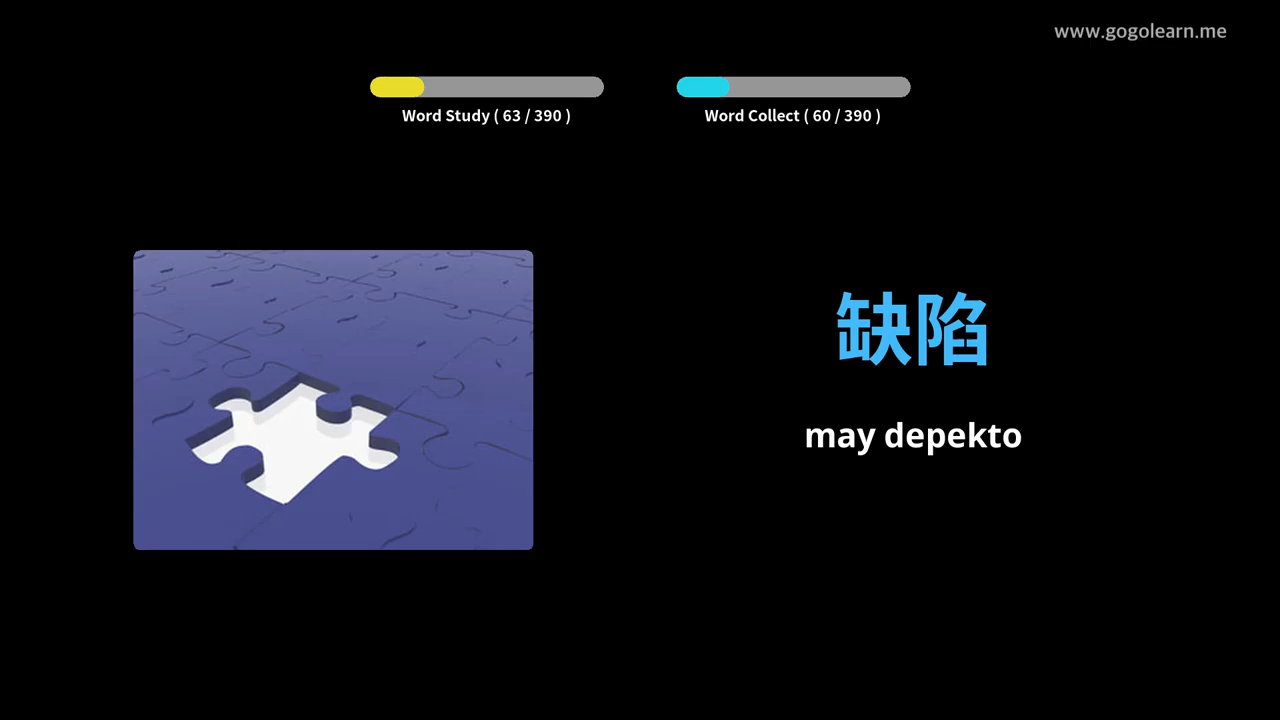 www.gogolearn.me
Word Study ( 63 / 390 )
Word Collect ( 60 / 390 )
缺陷
may depekto